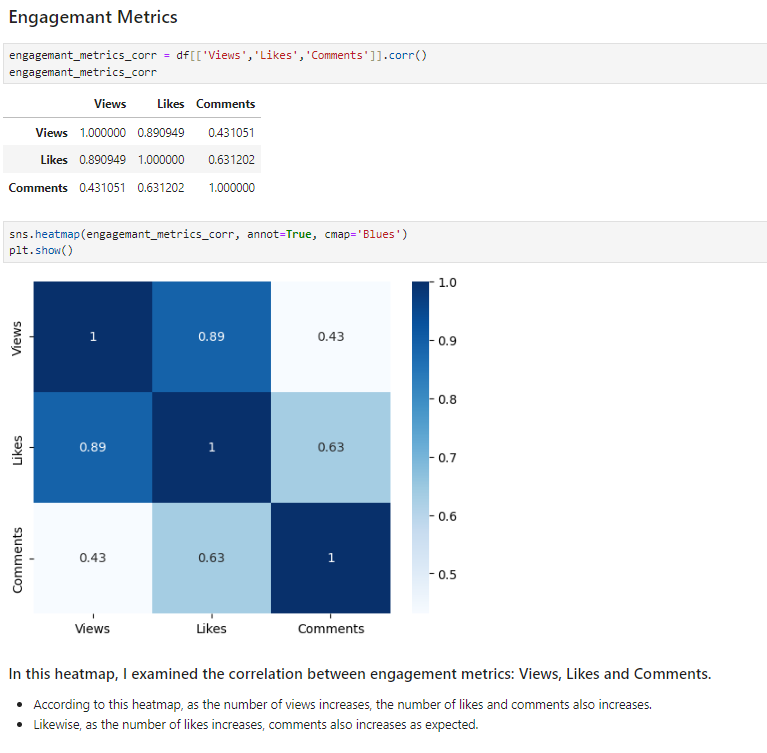 Engagemant Metrics
engagemant_metrics_corr = df[['Views','Likes','Comments']].corr()
engagemant_metrics_corr
Views Likes Comments
Views 1.000000 0.890949 0.431051
Likes 0.890949 1.000000 0.631202
Comments 0.431051 0.631202 1.000000
sns.heatmap(engagemant_metrics_corr, annot=True, cmap='Blues')
plt.show()
Views 1 0.89 0.43
Likes 0.89 1 0.63
Comments 0.43 0.63 1
Views Likes Comments
1.0
0.9
0.8
0.7
0.6
0.5
In this heatmap, I examined the correlation between engagement metrics: Views, Likes and Comments.
• According to this heatmap, as the number of views increases, the number of likes and comments also increases.
• Likewise, as the number of likes increases, comments also increases as expected.